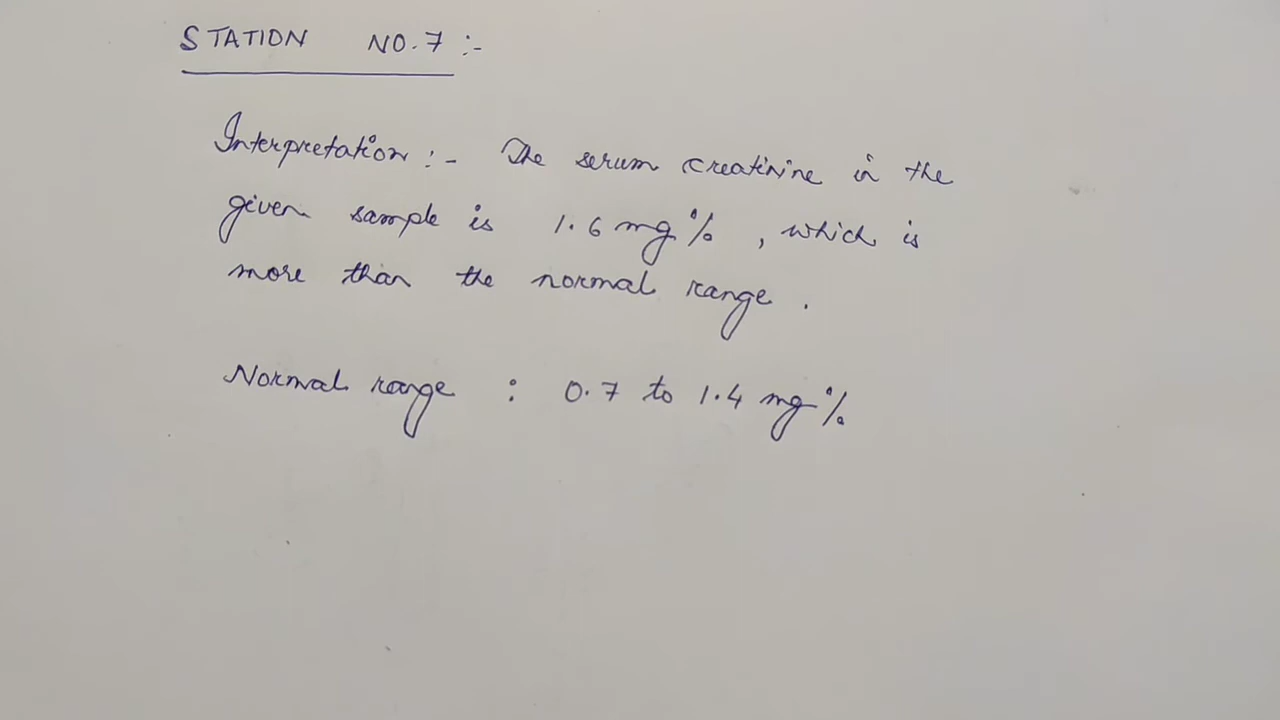 STATION NO.7 :-
Interpretation :- The serum creatinine in the
given sample is 1.6 mg%, which is
more than the normal range.
Normal range : 0.7 to 1.4 mg%